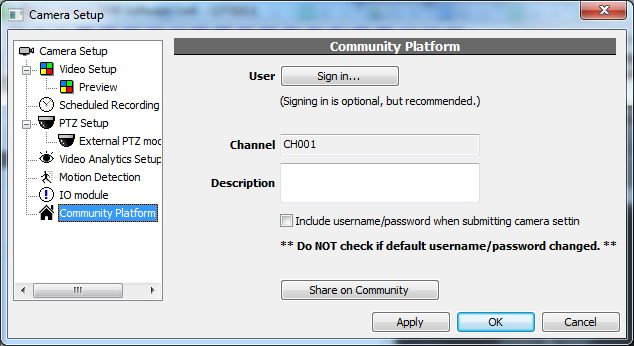 Camera Setup
Camera Setup
Video Setup
Preview
Scheduled Recording
PTZ Setup
External PTZ mod
Video Analytics Setup
Motion Detection
IO module
Community Platform
Community Platform
User
Sign in...
(Signing in is optional, but recommended.)
Channel
CH001
Description
Include username/password when submitting camera settin
** Do NOT check if default username/password changed. **
Share on Community
Apply
OK
Cancel